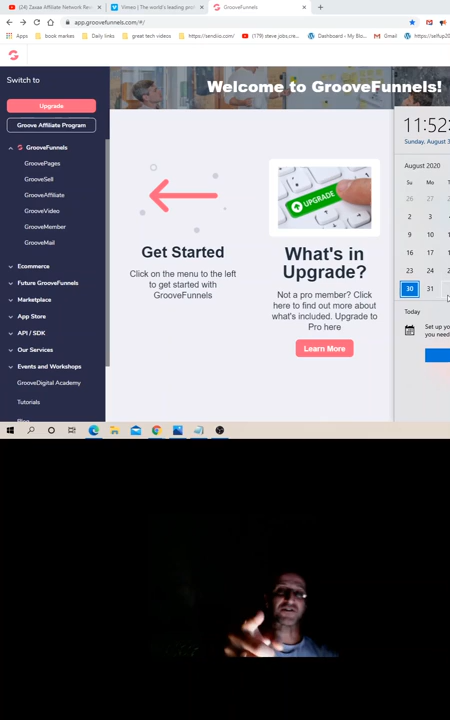 (24) Zaaaa Affiliate Network Rev
Vimeo | The world's leading pro
GrooveFunnels
app.groovefunnels.com/#/
Apps
book markes
Daily links
great tech videos
https://sendiio.com/
(179) steve,jobs,cre
Dashboard ‹ My Blo
Gmail
https://selfup20
Switch to
Upgrade
Groove Affiliate Program
GrooveFunnels
GroovePages
GrooveSell
GrooveAffiliate
GrooveVideo
GrooveMember
GrooveMail
Ecommerce
Future GrooveFunnels
Marketplace
App Store
API / SDK
Our Services
Events and Workshops
GrooveDigital Academy
Tutorials
Blog
Welcome to GrooveFunnels!
Get Started
Click on the menu to the left
to get started with
GrooveFunnels
UPGRADE
What's in
Upgrade?
Not a pro member? Click
here to find out more about
what's included. Upgrade to
Pro here
Learn More
11:52
Sunday, August 3
August 2020
Su Mo
26 27
2 3
9 10
16 17
23 24
30 31
Today
Set up yo
you need